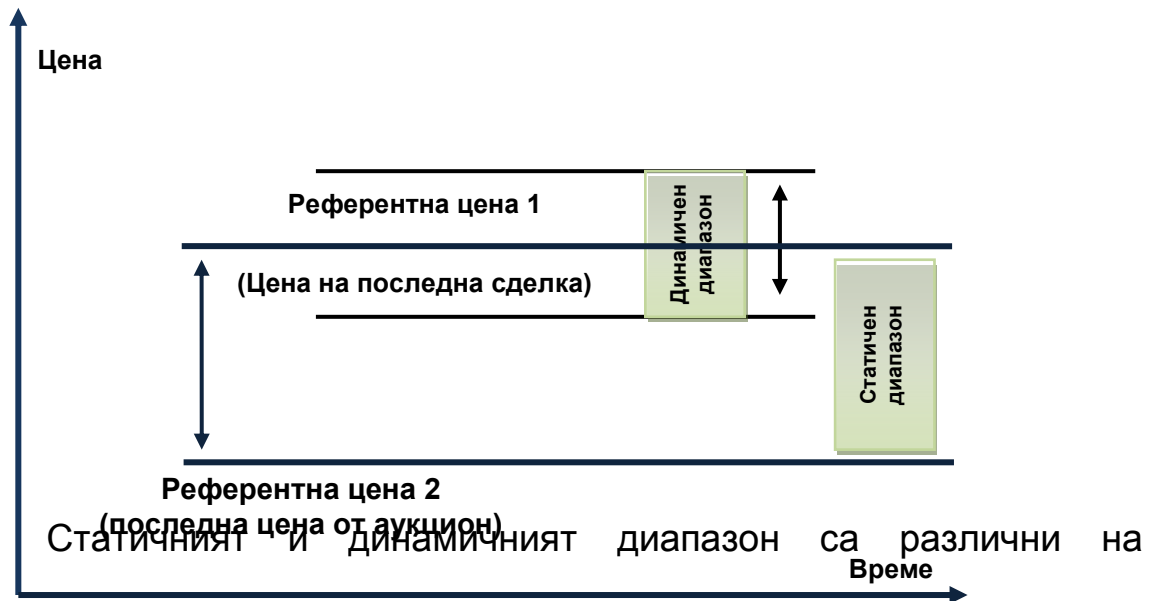 Цена
Референтна цена 1
(Цена на последна сделка)
Динамичен
диапазон
Статичен
диапазон
Референтна цена 2
(последна цена от аукцион)
Статичният и динамичният диапазон са различни на
Време